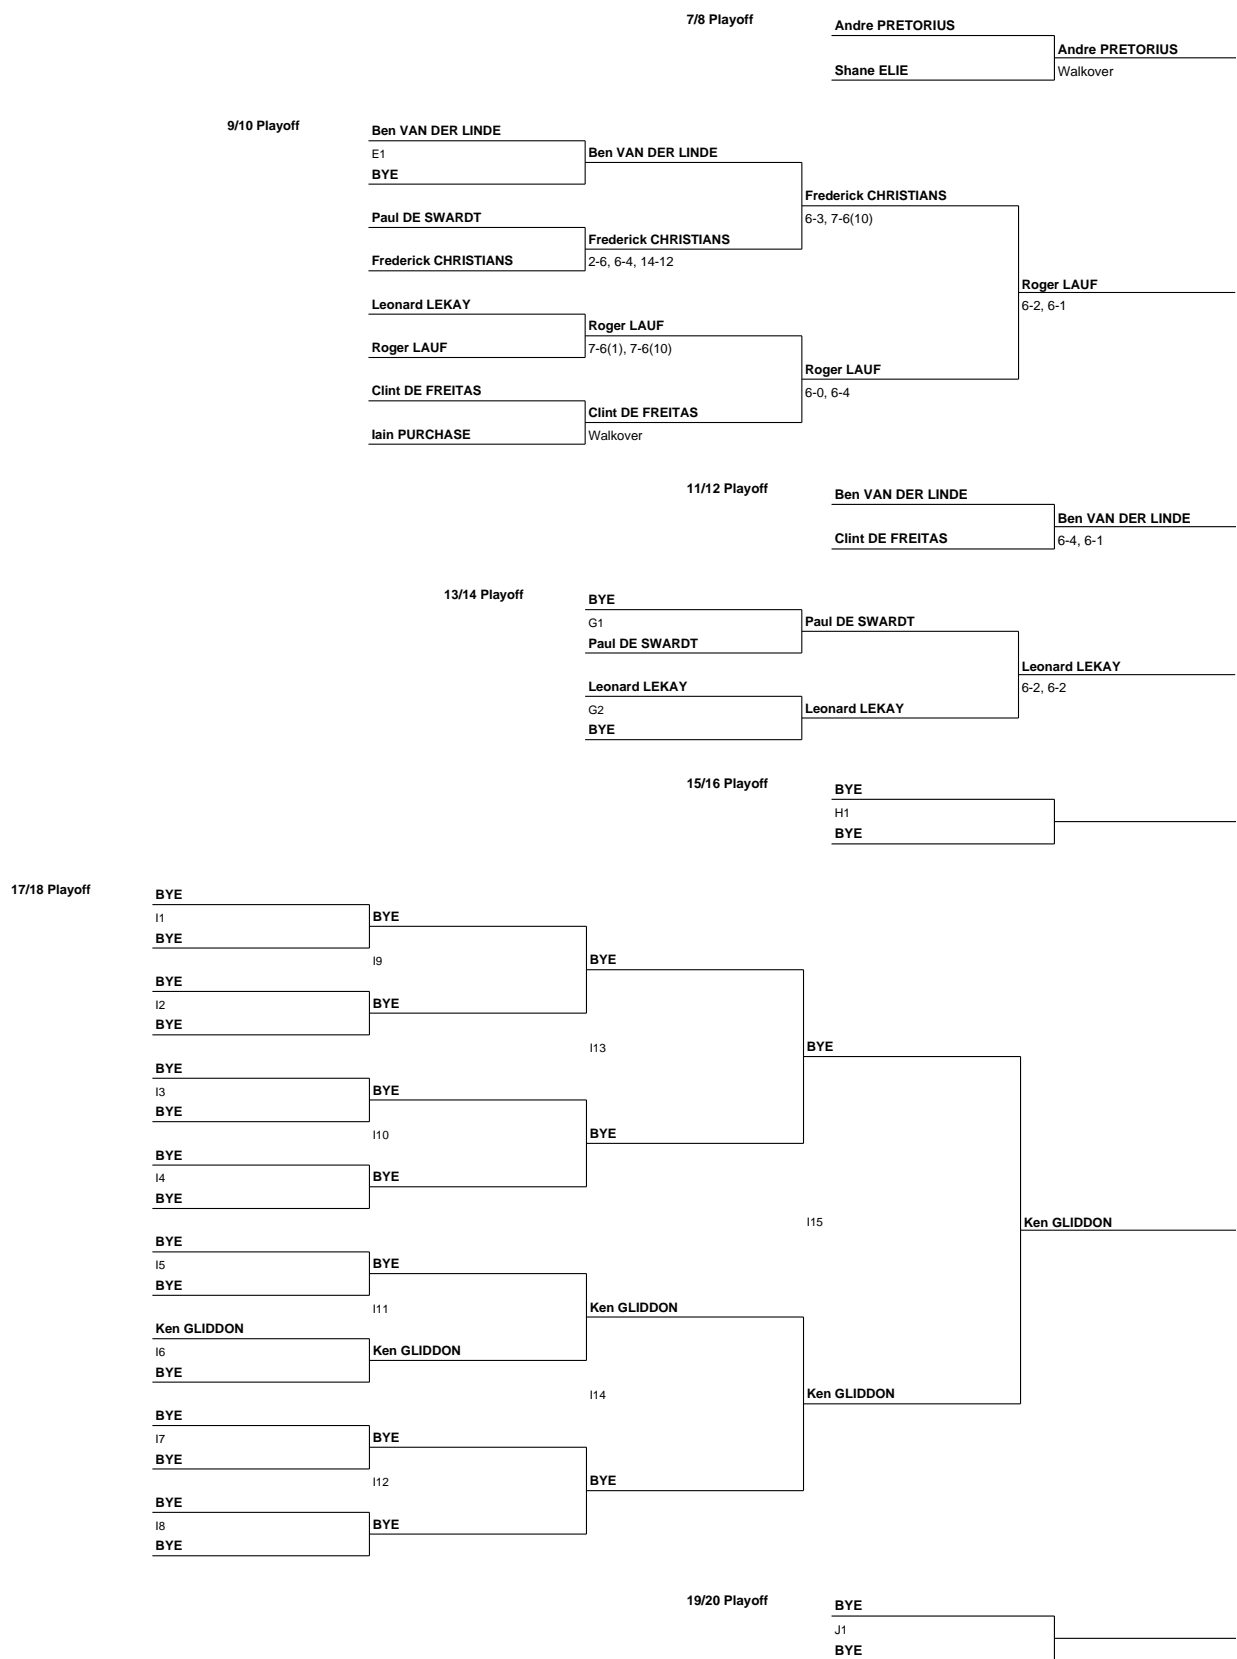 7/8 Playoff
Andre PRETORIUS
Andre PRETORIUS
Shane ELIE
Walkover
9/10 Playoff
Ben VAN DER LINDE
E1
Ben VAN DER LINDE
BYE
Frederick CHRISTIANS
Paul DE SWARDT
6-3, 7-6(10)
Frederick CHRISTIANS
Frederick CHRISTIANS
2-6, 6-4, 14-12
Roger LAUF
Leonard LEKAY
6-2, 6-1
Roger LAUF
Roger LAUF
7-6(1), 7-6(10)
Roger LAUF
Clint DE FREITAS
6-0, 6-4
Clint DE FREITAS
Iain PURCHASE
Walkover
11/12 Playoff
Ben VAN DER LINDE
Ben VAN DER LINDE
Clint DE FREITAS
6-4, 6-1
13/14 Playoff
BYE
G1
Paul DE SWARDT
Paul DE SWARDT
Leonard LEKAY
Leonard LEKAY
6-2, 6-2
G2
Leonard LEKAY
BYE
15/16 Playoff
BYE
H1
BYE
17/18 Playoff
BYE
I1
BYE
BYE
I9
BYE
BYE
I2
BYE
BYE
I13
BYE
BYE
I3
BYE
BYE
I10
BYE
BYE
I4
BYE
BYE
I15
Ken GLIDDON
BYE
I5
BYE
BYE
I11
Ken GLIDDON
Ken GLIDDON
I6
Ken GLIDDON
BYE
I14
Ken GLIDDON
BYE
I7
BYE
BYE
I12
BYE
BYE
I8
BYE
BYE
19/20 Playoff
BYE
J1
BYE